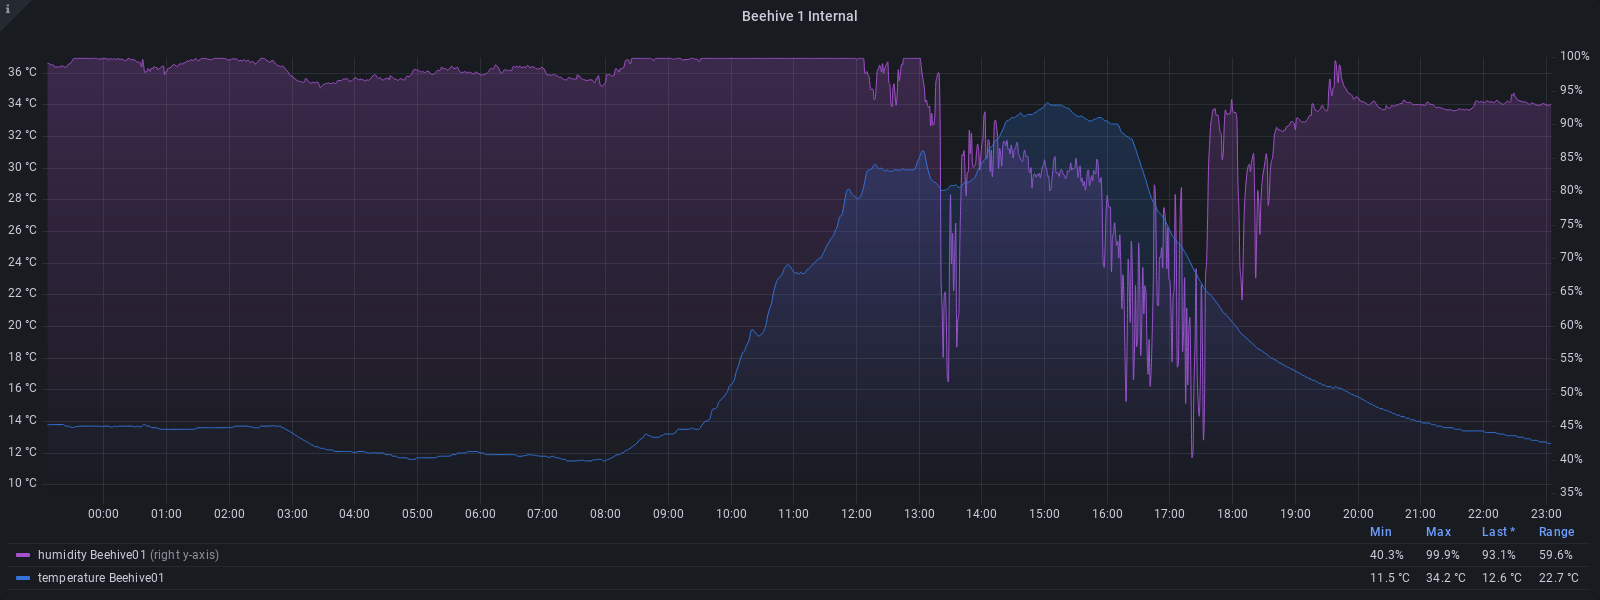 i
Beehive 1 Internal
36 °C
34 °C
32 °C
30 °C
28 °C
26 °C
24 °C
22 °C
20 °C
18 °C
16 °C
14 °C
12 °C
10 °C
100%
95%
90%
85%
80%
75%
70%
65%
60%
55%
50%
45%
40%
35%
00:00 01:00 02:00 03:00 04:00 05:00 06:00 07:00 08:00 09:00 10:00 11:00 12:00 13:00 14:00 15:00 16:00 17:00 18:00 19:00 20:00 21:00 22:00 23:00
Min Max Last * Range
humidity Beehive01 (right y-axis) 40.3% 99.9% 93.1% 59.6%
temperature Beehive01 11.5 °C 34.2 °C 12.6 °C 22.7 °C